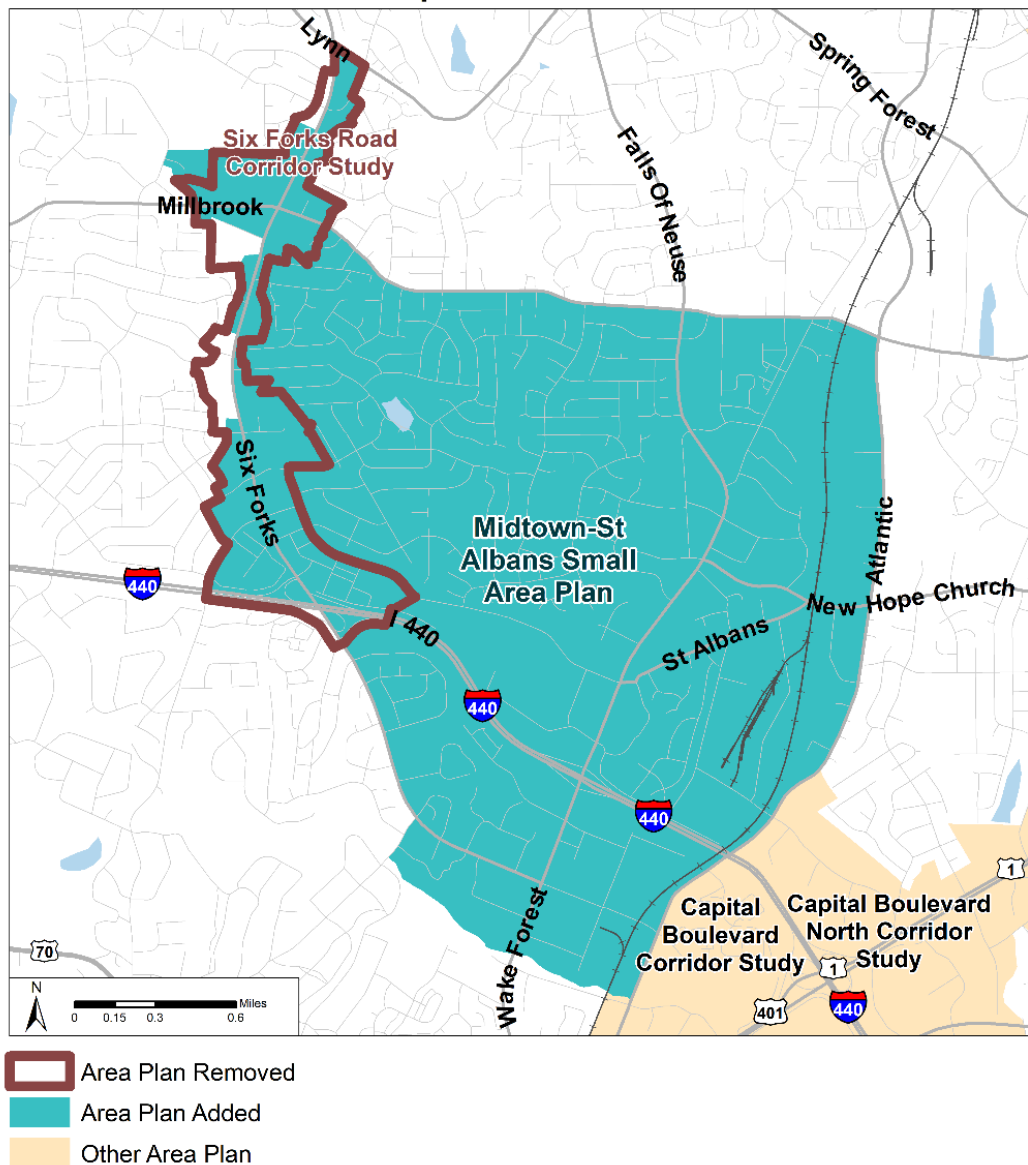 Lynn
Spring Forest
Six Forks Road
Corridor Study
Falls Of Neuse
Millbrook
Six Forks
Midtown-St
Albans Small
Area Plan
Atlantic
440
New Hope Church
I 440
St Albans
440
440
1
Capital
Boulevard
Corridor Study
Capital Boulevard
North Corridor
Study
Wake Forest
70
1
401
440
N
Miles
0 0.15 0.3 0.6
Area Plan Removed
Area Plan Added
Other Area Plan